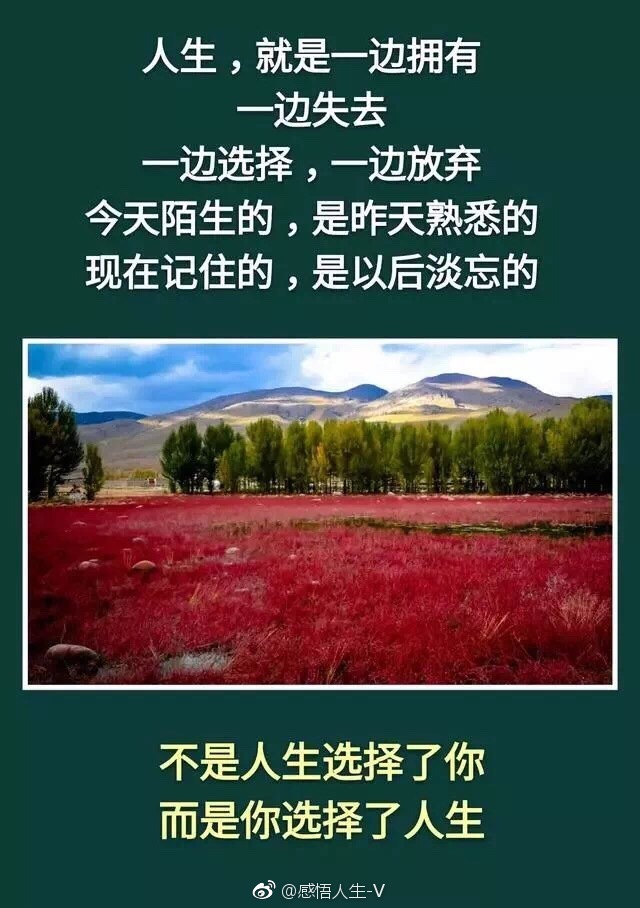 人生，就是一边拥有
一边失去
一边选择，一边放弃
今天陌生的，是昨天熟悉的
现在记住的，是以后淡忘的
不是人生选择了你
而是你选择了人生
@感悟人生-V